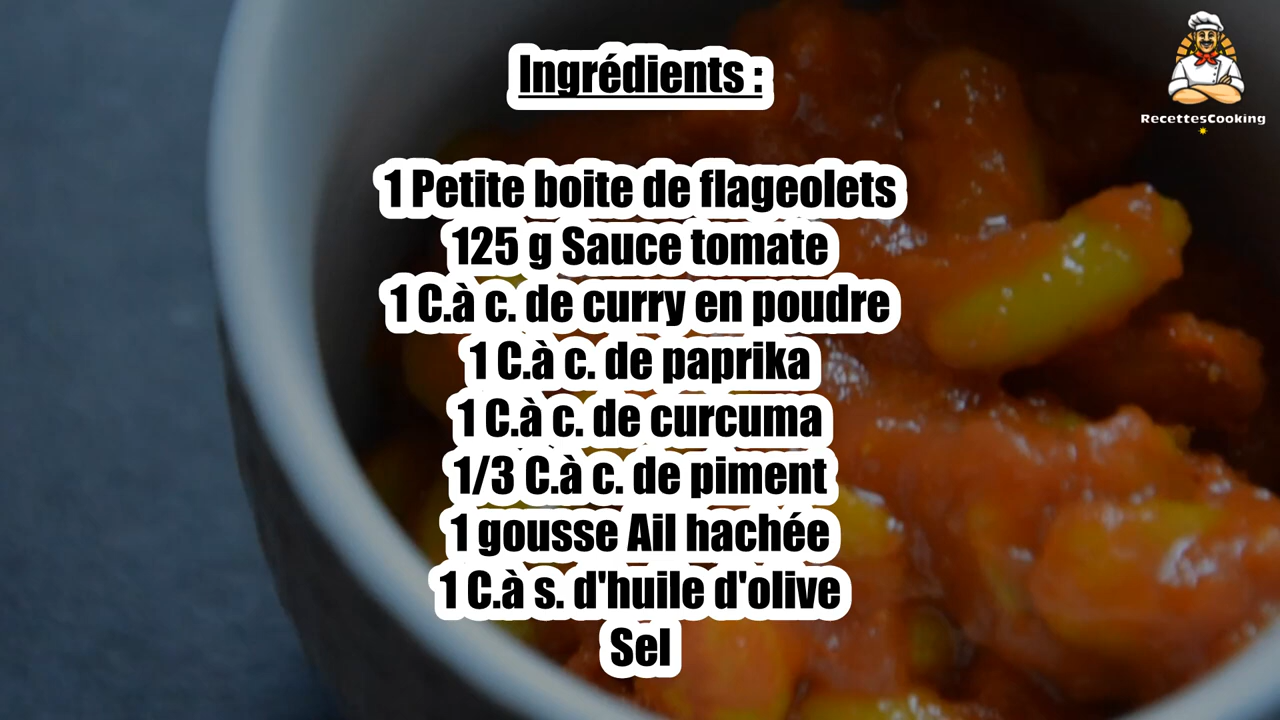 Ingrédients :
RecettesCooking
1 Petite boite de flageolets
125 g Sauce tomate
1 C.à c. de curry en poudre
1 C.à c. de paprika
1 C.à c. de curcuma
1/3 C.à c. de piment
1 gousse Ail hachée
1 C.à s. d'huile d'olive
Sel